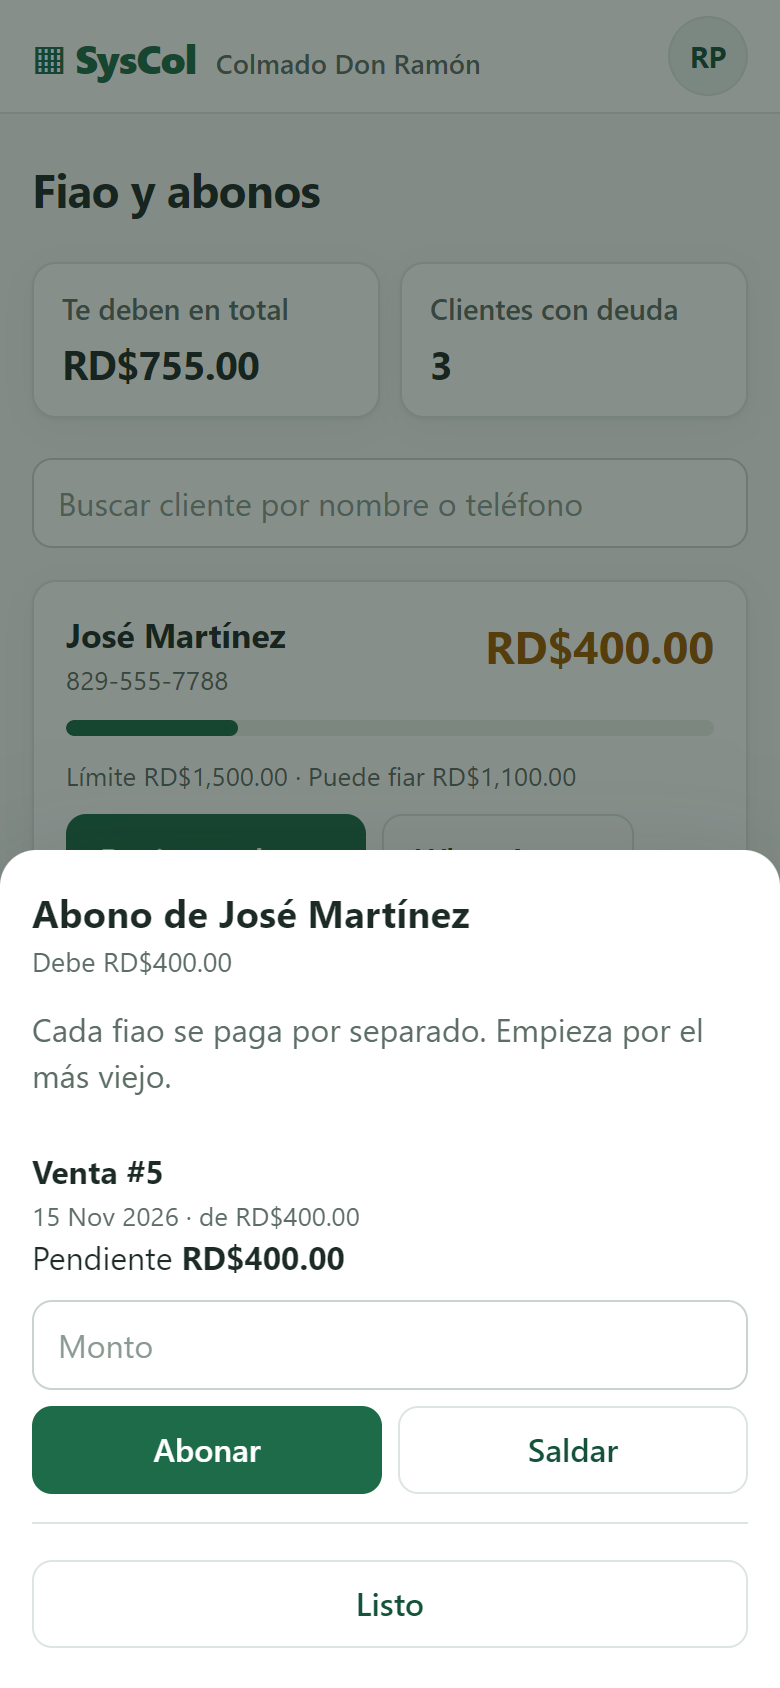 SysCol Colmado Don Ramón
RP
Fiao y abonos
Te deben en total
RD$755.00
Clientes con deuda
3
Buscar cliente por nombre o teléfono
José Martínez
829-555-7788
RD$400.00
Límite RD$1,500.00 · Puede fiar RD$1,100.00
Abono de José Martínez
Debe RD$400.00
Cada fiao se paga por separado. Empieza por el
más viejo.
Venta #5
15 Nov 2026 · de RD$400.00
Pendiente RD$400.00
Monto
Abonar
Saldar
Listo